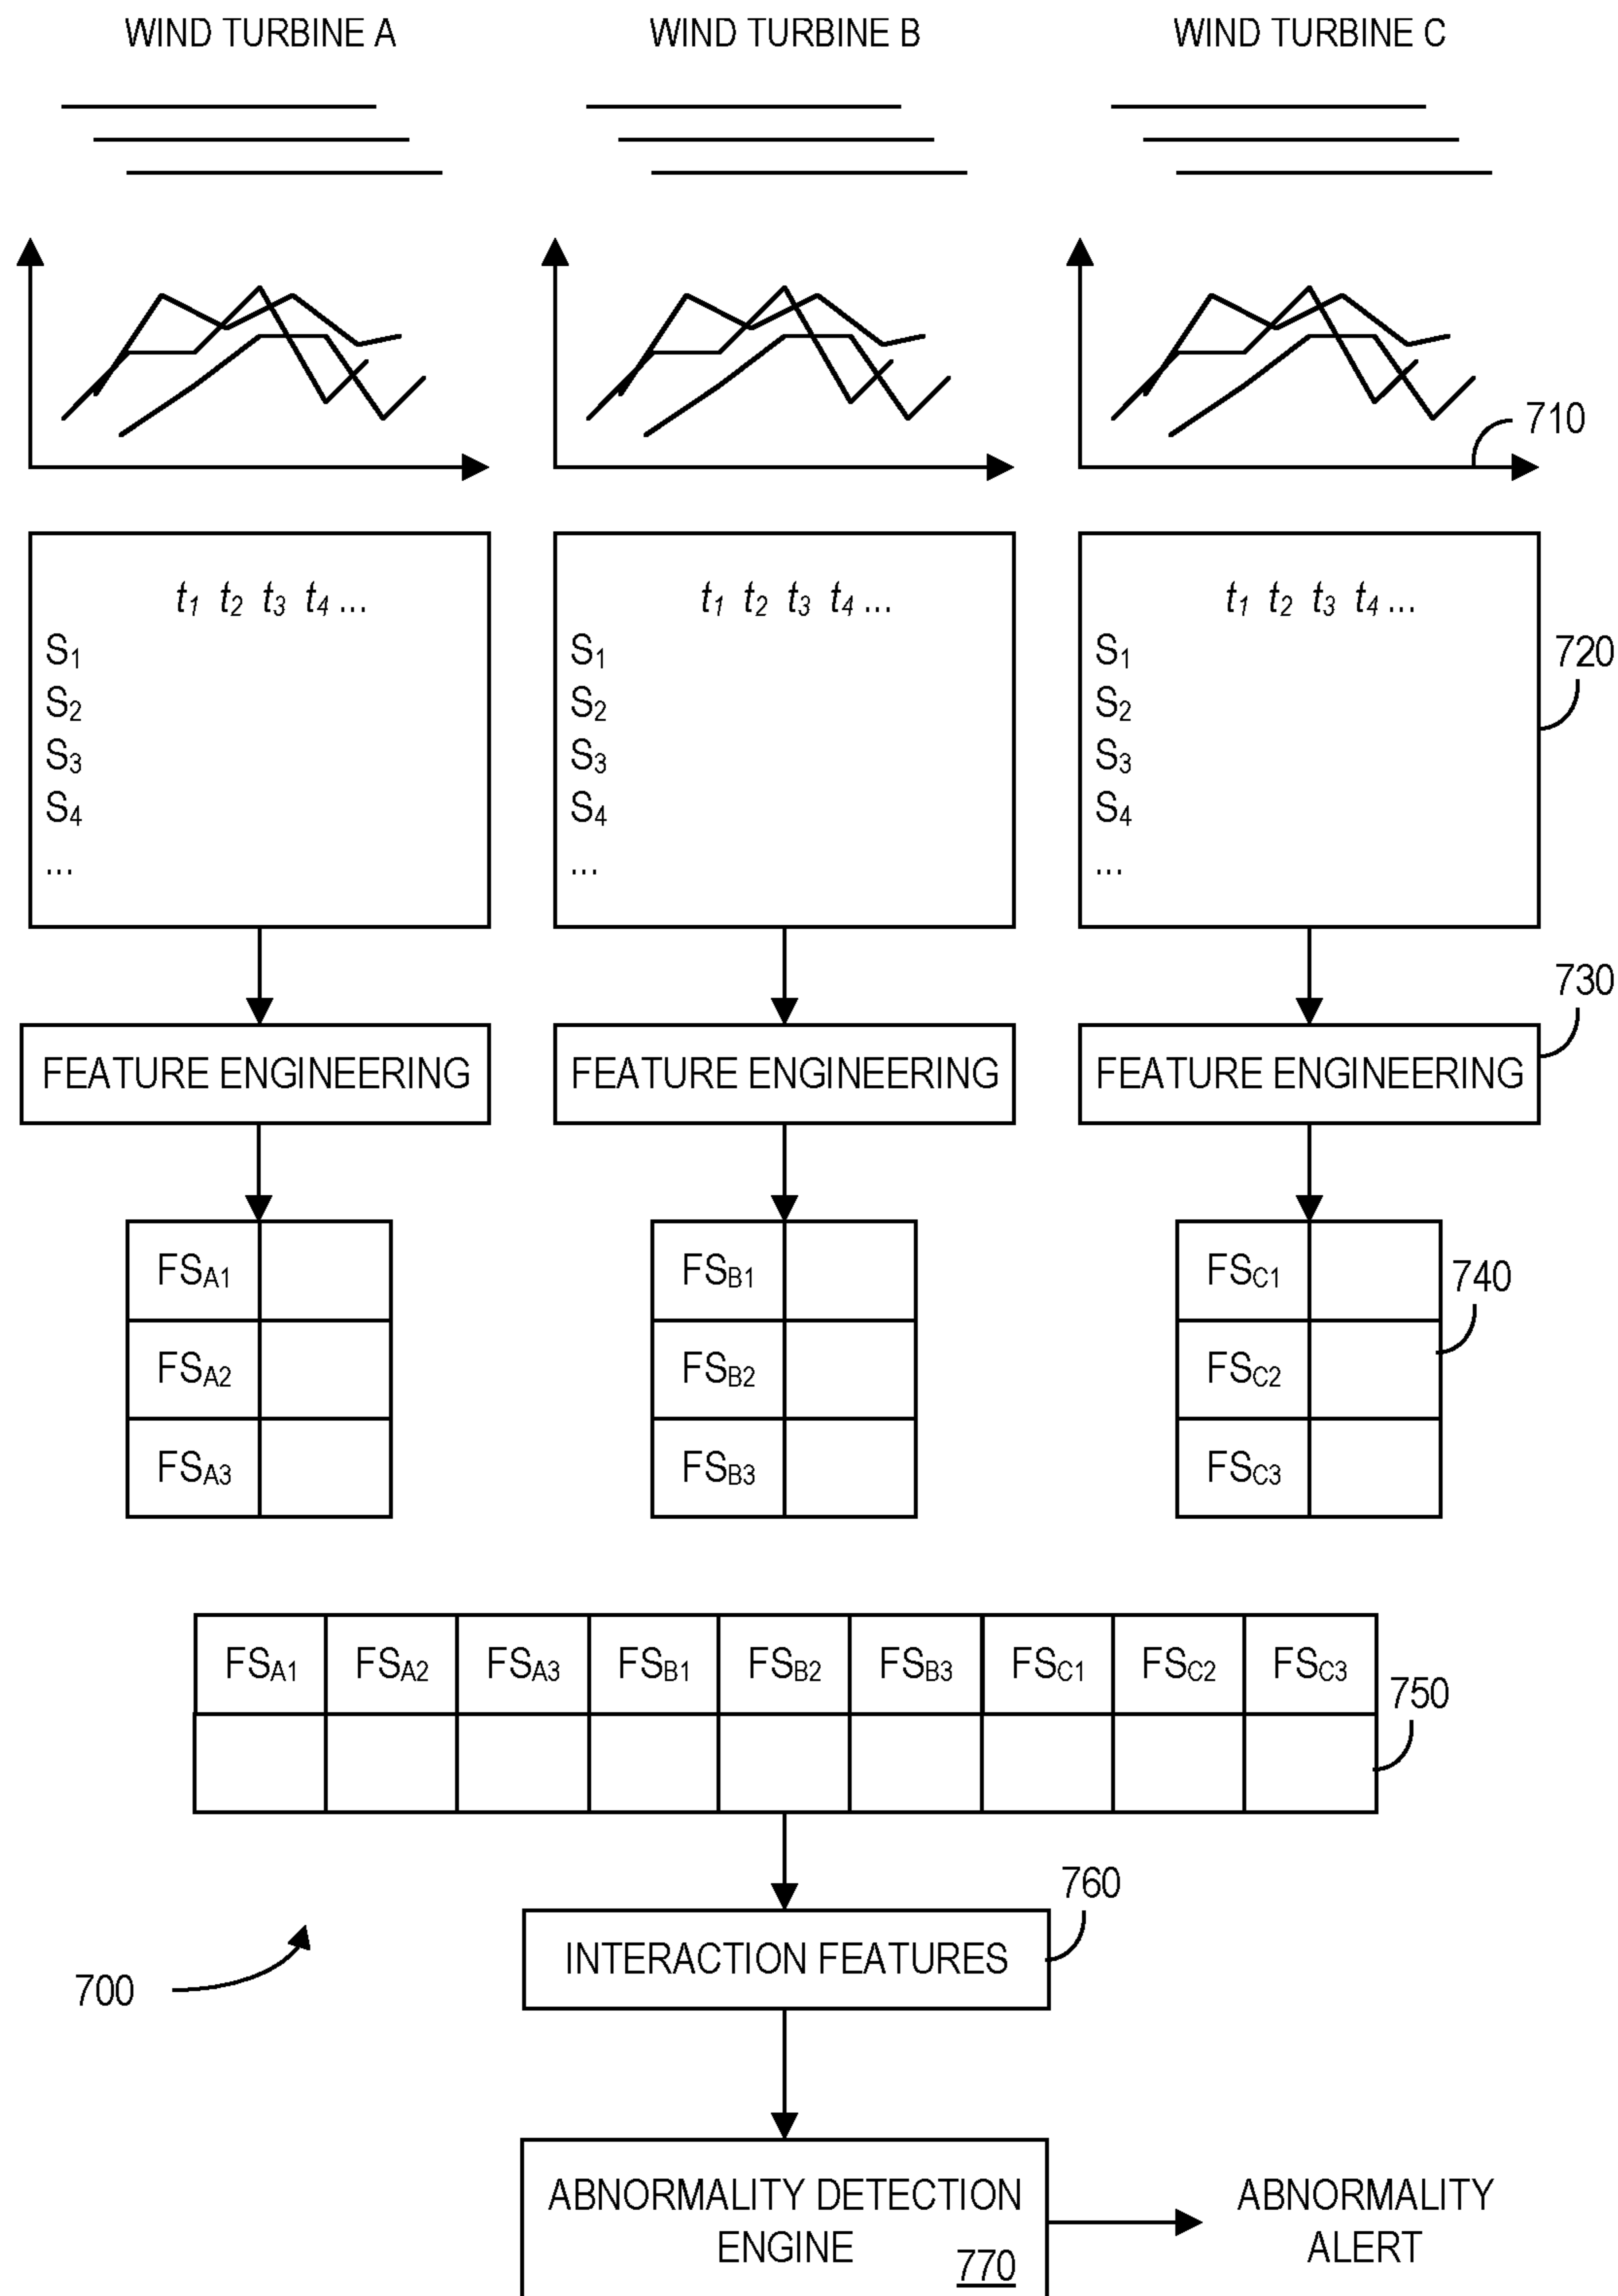 WIND TURBINE A WIND TURBINE B WIND TURBINE C
710
t1 t2 t3 t4 ... t1 t2 t3 t4 ... t1 t2 t3 t4 ...
S1 S1 S1
720
S2 S2 S2
S3 S3 S3
S4 S4 S4
... ... ...
730
FEATURE ENGINEERING FEATURE ENGINEERING FEATURE ENGINEERING
FSA1 FSB1 FSC1
740
FSA2 FSB2 FSC2
FSA3 FSB3 FSC3
FSA1 FSA2 FSA3 FSB1 FSB2 FSB3 FSC1 FSC2 FSC3
750
760
INTERACTION FEATURES
700
ABNORMALITY DETECTION
ENGINE 770
ABNORMALITY
ALERT